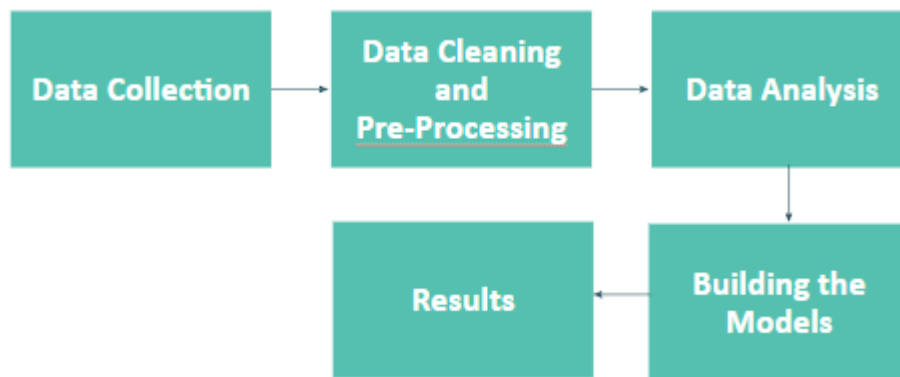 Data Collection
Data Cleaning
and
Pre-Processing
Data Analysis
Building the
Models
Results